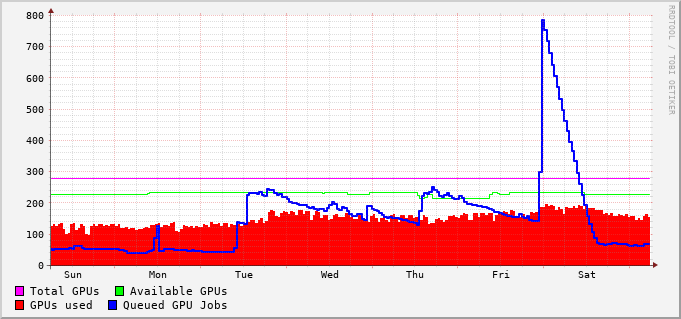 800
700
600
500
400
300
200
100
0
Sun Mon Tue Wed Thu Fri Sat
Total GPUs Available GPUs
GPUs used Queued GPU Jobs
RRDTOOL / TOBI OETIKER